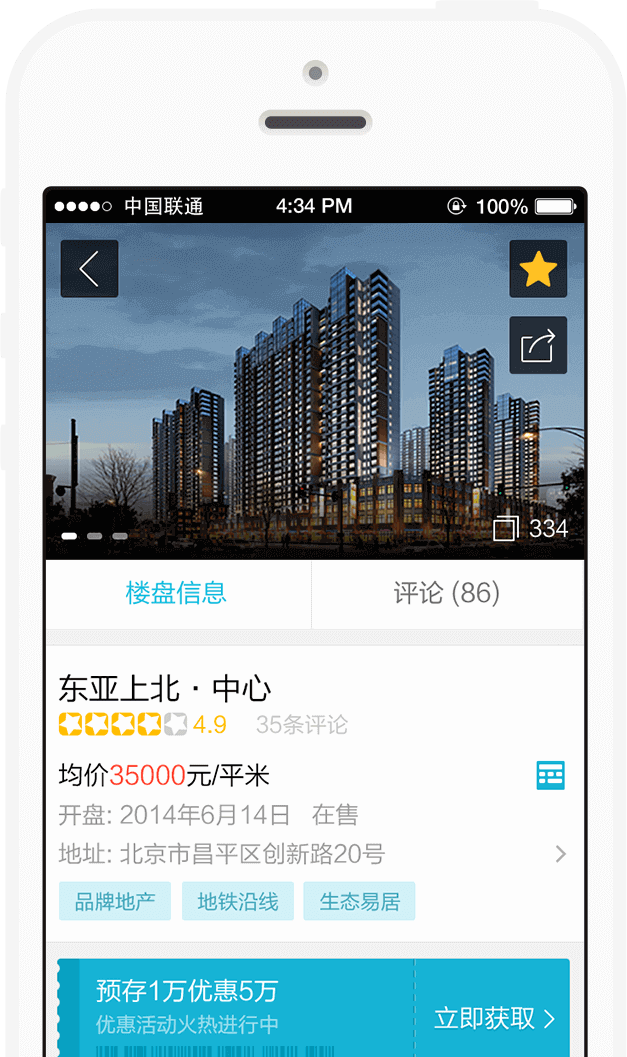 中国联通 4:34 PM 100%
334
楼盘信息 评论 (86)
东亚上北·中心
4.9 35条评论
均价35000元/平米
开盘: 2014年6月14日 在售
地址: 北京市昌平区创新路20号
品牌地产 地铁沿线 生态易居
预存1万优惠5万
优惠活动火热进行中
立即获取